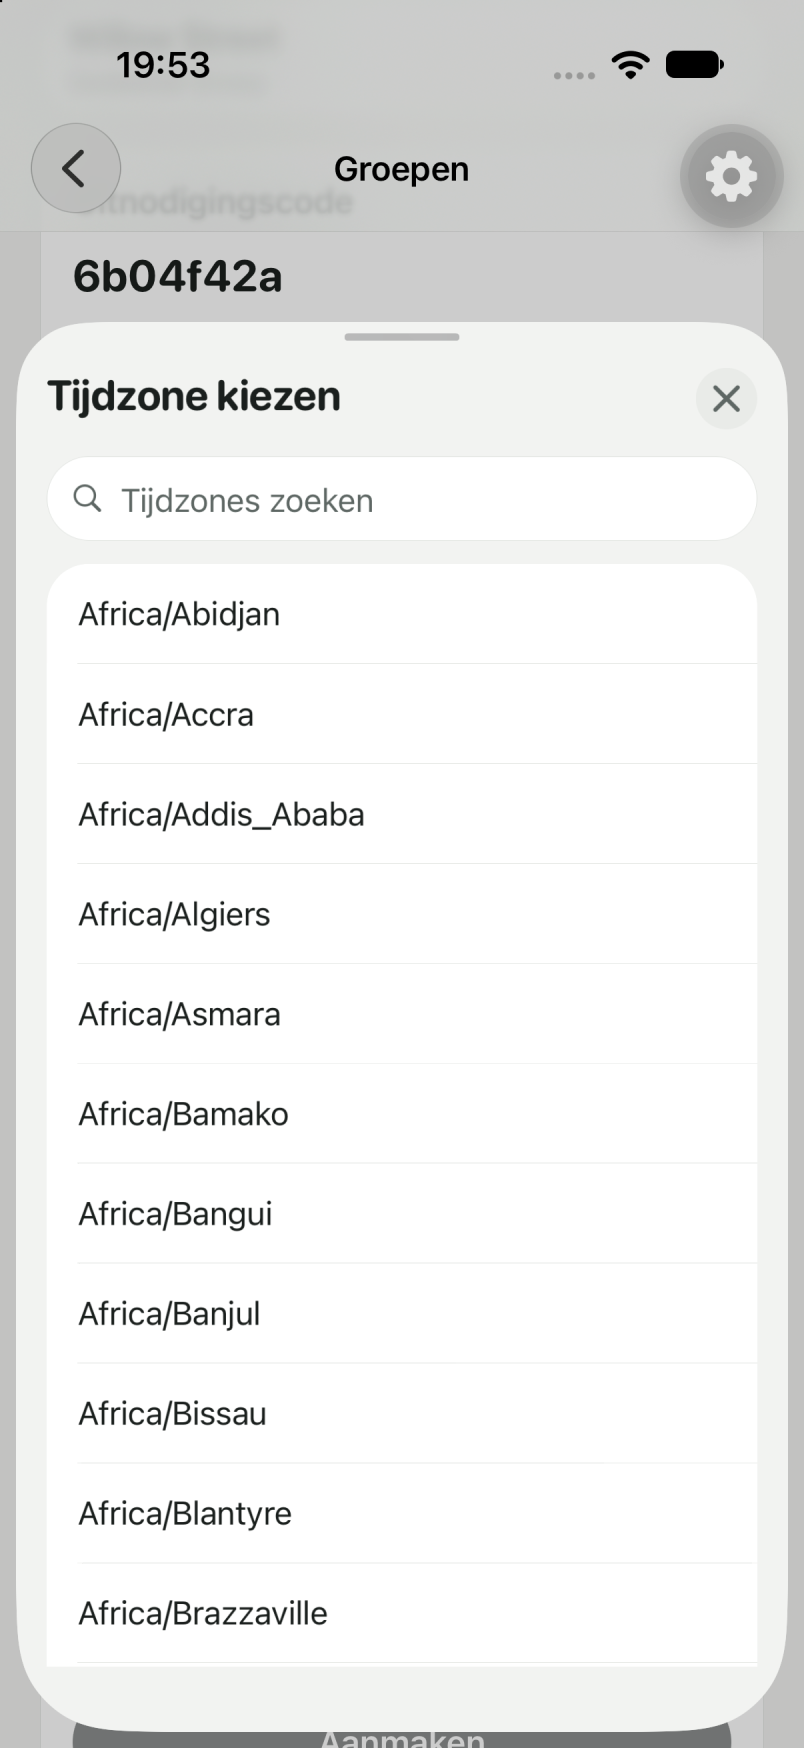 19:53
Groepen
6b04f42a
Tijdzone kiezen
Tijdzones zoeken
Africa/Abidjan
Africa/Accra
Africa/Addis_Ababa
Africa/Algiers
Africa/Asmara
Africa/Bamako
Africa/Bangui
Africa/Banjul
Africa/Bissau
Africa/Blantyre
Africa/Brazzaville
Aanmaken